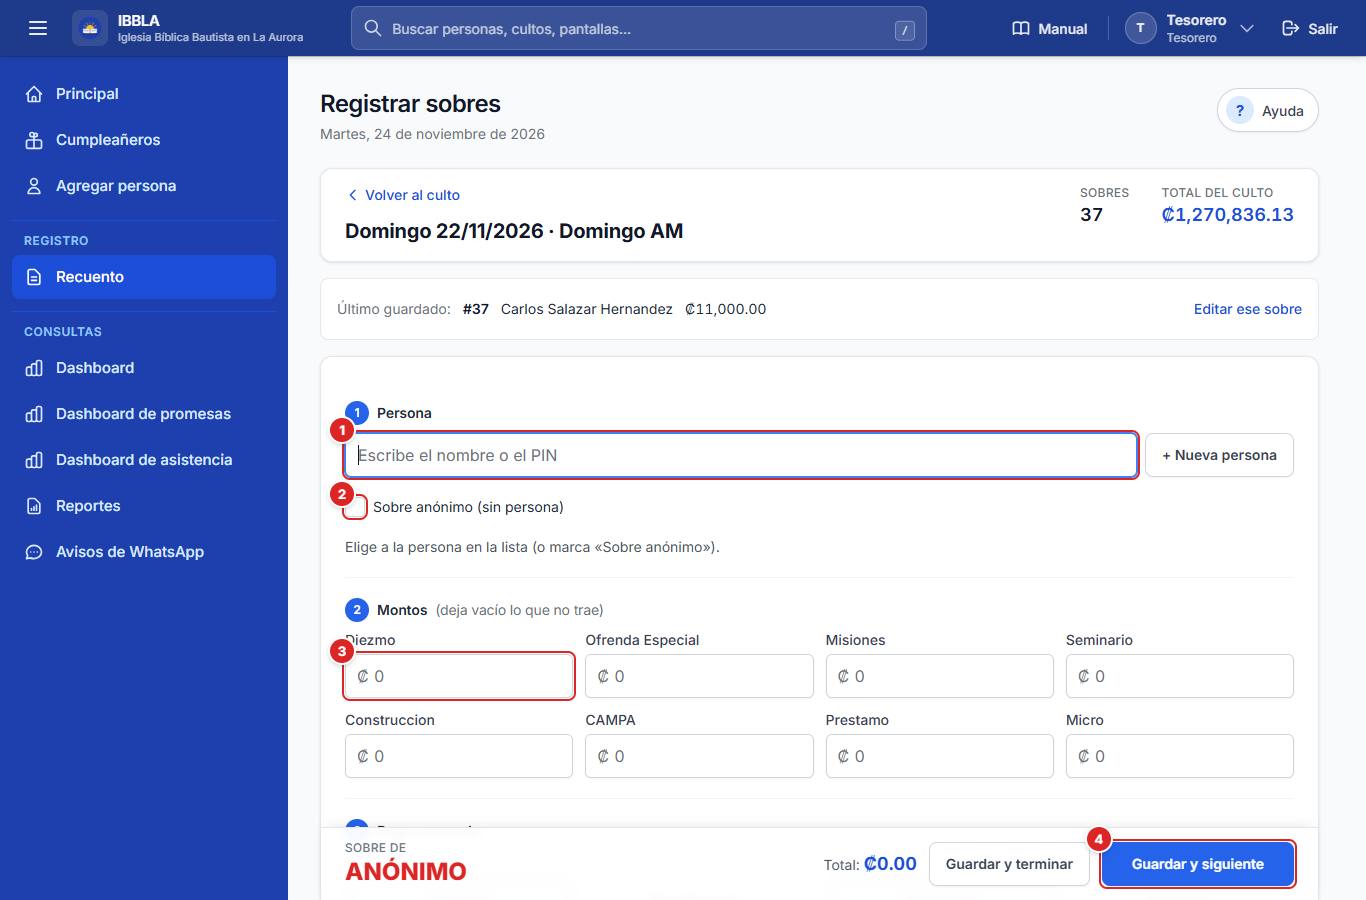 IBBLA
Iglesia Bíblica Bautista en La Aurora
Buscar personas, cultos, pantallas...
/
Manual
T
Tesorero
Tesorero
Salir
Principal
Cumpleañeros
Agregar persona
REGISTRO
Recuento
CONSULTAS
Dashboard
Dashboard de promesas
Dashboard de asistencia
Reportes
Avisos de WhatsApp
Registrar sobres
Martes, 24 de noviembre de 2026
? Ayuda
Volver al culto
Domingo 22/11/2026 · Domingo AM
SOBRES
37
TOTAL DEL CULTO
₡1,270,836.13
Último guardado: #37 Carlos Salazar Hernandez ₡11,000.00
Editar ese sobre
1 Persona
1
Escribe el nombre o el PIN
+ Nueva persona
2
Sobre anónimo (sin persona)
Elige a la persona en la lista (o marca «Sobre anónimo»).
2 Montos (deja vacío lo que no trae)
Diezmo
Ofrenda Especial
Misiones
Seminario
3
₡ 0
₡ 0
₡ 0
₡ 0
Construccion
CAMPA
Prestamo
Micro
₡ 0
₡ 0
₡ 0
₡ 0
SOBRE DE
ANÓNIMO
Total: ₡0.00
Guardar y terminar
4
Guardar y siguiente